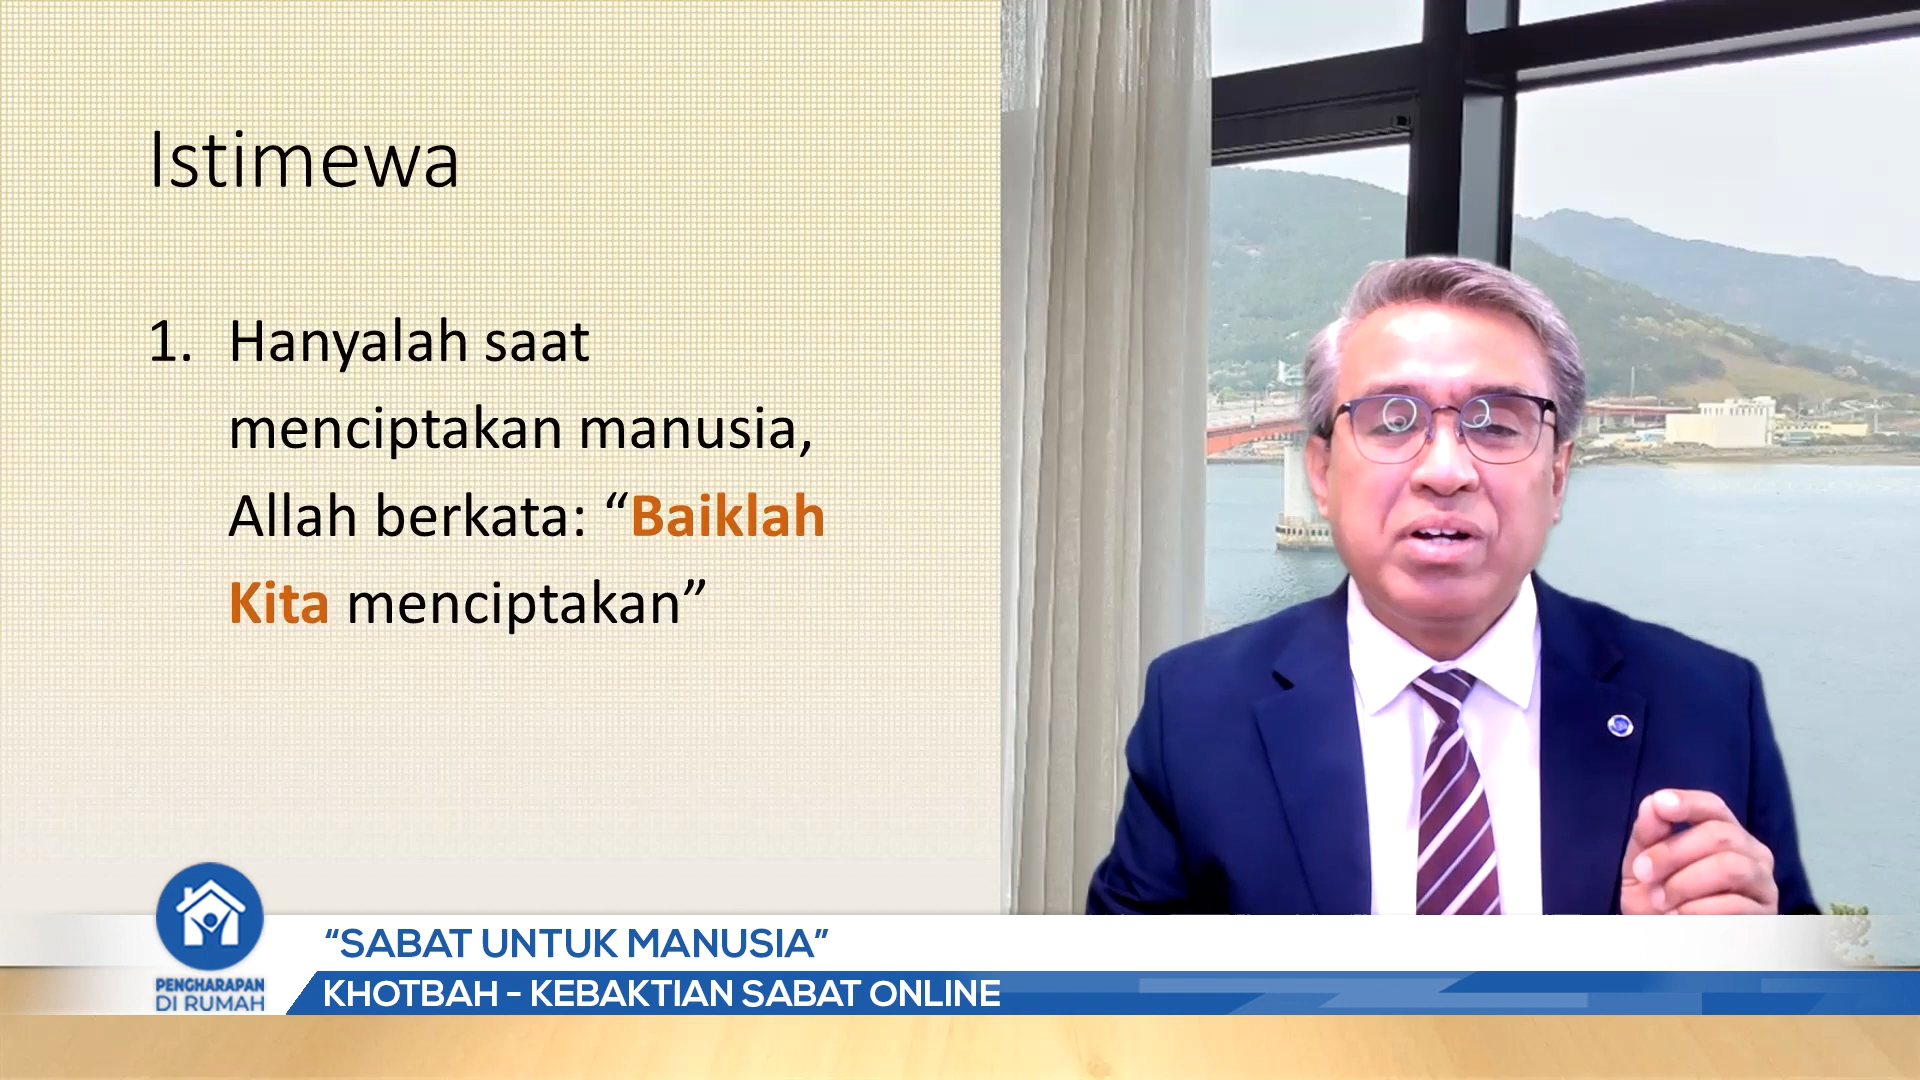 Istimewa
1. Hanyalah saat
menciptakan manusia,
Allah berkata: “Baiklah
Kita menciptakan”
“SABAT UNTUK MANUSIA”
KHOTBAH - KEBAKTIAN SABAT ONLINE
PENGHARAPAN
DI RUMAH